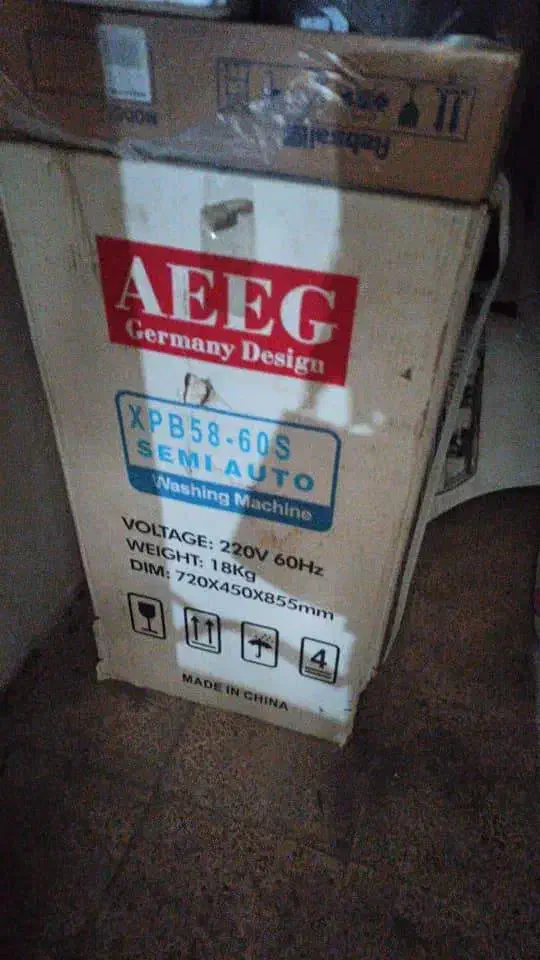 AEEG
Germany Design
XPB58-60S
SEMI AUTO
Washing Machine
VOLTAGE: 220V 60Hz
WEIGHT: 18Kg
DIM: 720X450X855mm
4
MADE IN CHINA